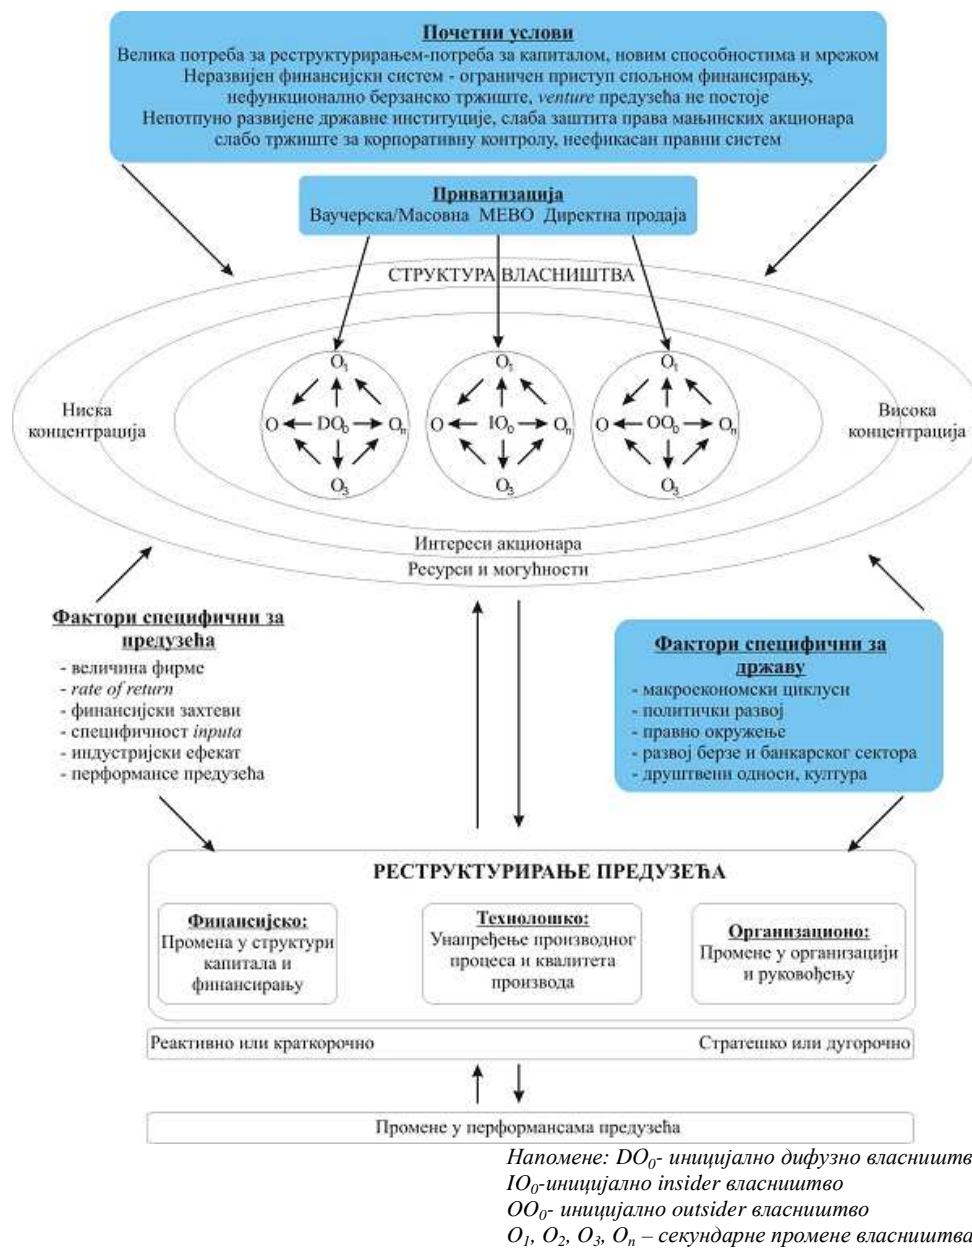 Почетни услови
Велика потреба за реструктурирањем-потреба за капиталом, новим способностима и мрежом
Неразвијен финансијски систем - ограничен приступ спољном финансирању,
нефункционално берзанско тржиште, venture предузећа не постоје
Непотпуно развијене државне институције, слаба заштита права мањинских акционара
слабо тржиште за корпоративну контролу, неефикасан правни систем
Приватизација
Ваучерска/Масовна МЕВО Директна продаја
СТРУКТУРА ВЛАСНИШТВА
O₁
O₁
O₁
Ниска концентрација
O DO₀ Oₙ
O IO₀ Oₙ
O OO₀ Oₙ
Висока концентрација
O₃
O₃
O₃
Интереси акционара
Ресурси и могућности
Фактори специфични за
предузећа
- величина фирме
- rate of return
- финансијски захтеви
- специфичност inputa
- индустријски ефекат
- перформансе предузећа
Фактори специфични за
државу
- макроекономски циклуси
- политички развој
- правно окружење
- развој берзе и банкарског сектора
- друштвени односи, култура
РЕСТРУКТУРИРАЊЕ ПРЕДУЗЕЋА
Финансијско:
Промена у структури
капитала и
финансирању
Технолошко:
Унапређење производног
процеса и квалитета
производа
Организационо:
Промене у организацији
и руковођењу
Реактивно или краткорочно
Стратешко или дугорочно
Промене у перформансама предузећа
Напомене: DO₀- иницијално дифузно власништв
IO₀-иницијално insider власништво
OO₀- иницијално outsider власништво
O₁, O₂, O₃, Oₙ – секундарне промене власништва